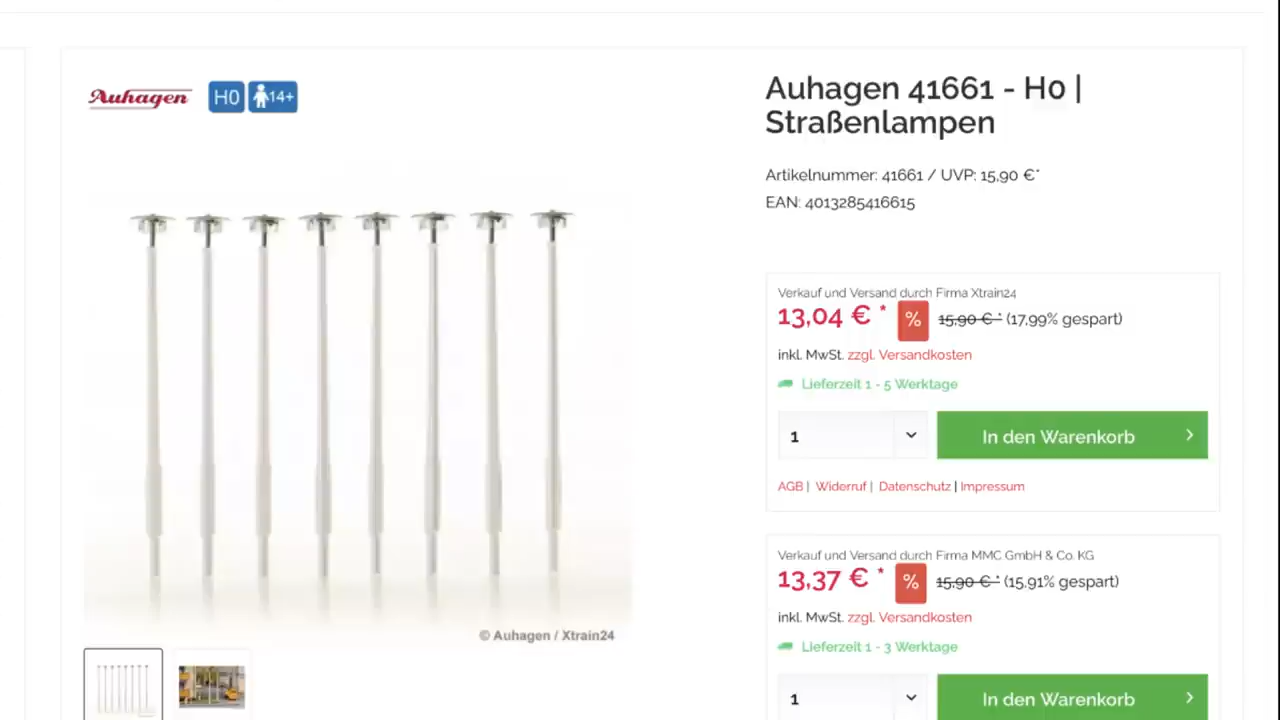 Auhagen H0 14+
Auhagen 41661 - H0 |
Straßenlampen
Artikelnummer: 41661 / UVP: 15,90 €*
EAN: 4013285416615
Verkauf und Versand durch Firma Xtrain24
13,04 € * % 15,90 € * (17,99% gespart)
inkl. MwSt. zzgl. Versandkosten
Lieferzeit 1 - 5 Werktage
1 In den Warenkorb
AGB | Widerruf | Datenschutz | Impressum
Verkauf und Versand durch Firma MMC GmbH & Co. KG
13,37 € * % 15,90 € * (15,91% gespart)
inkl. MwSt. zzgl. Versandkosten
Lieferzeit 1 - 3 Werktage
1 In den Warenkorb
© Auhagen / Xtrain24